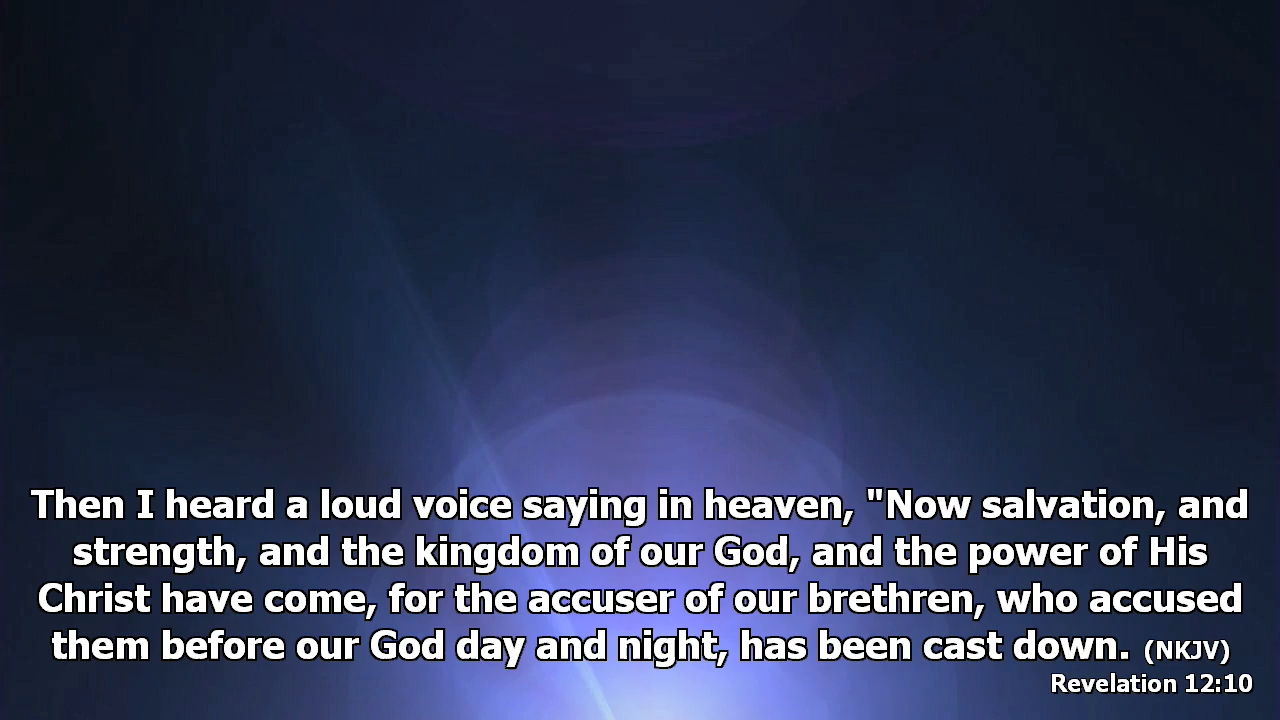 Then I heard a loud voice saying in heaven, "Now salvation, and
strength, and the kingdom of our God, and the power of His
Christ have come, for the accuser of our brethren, who accused
them before our God day and night, has been cast down. (NKJV)
Revelation 12:10